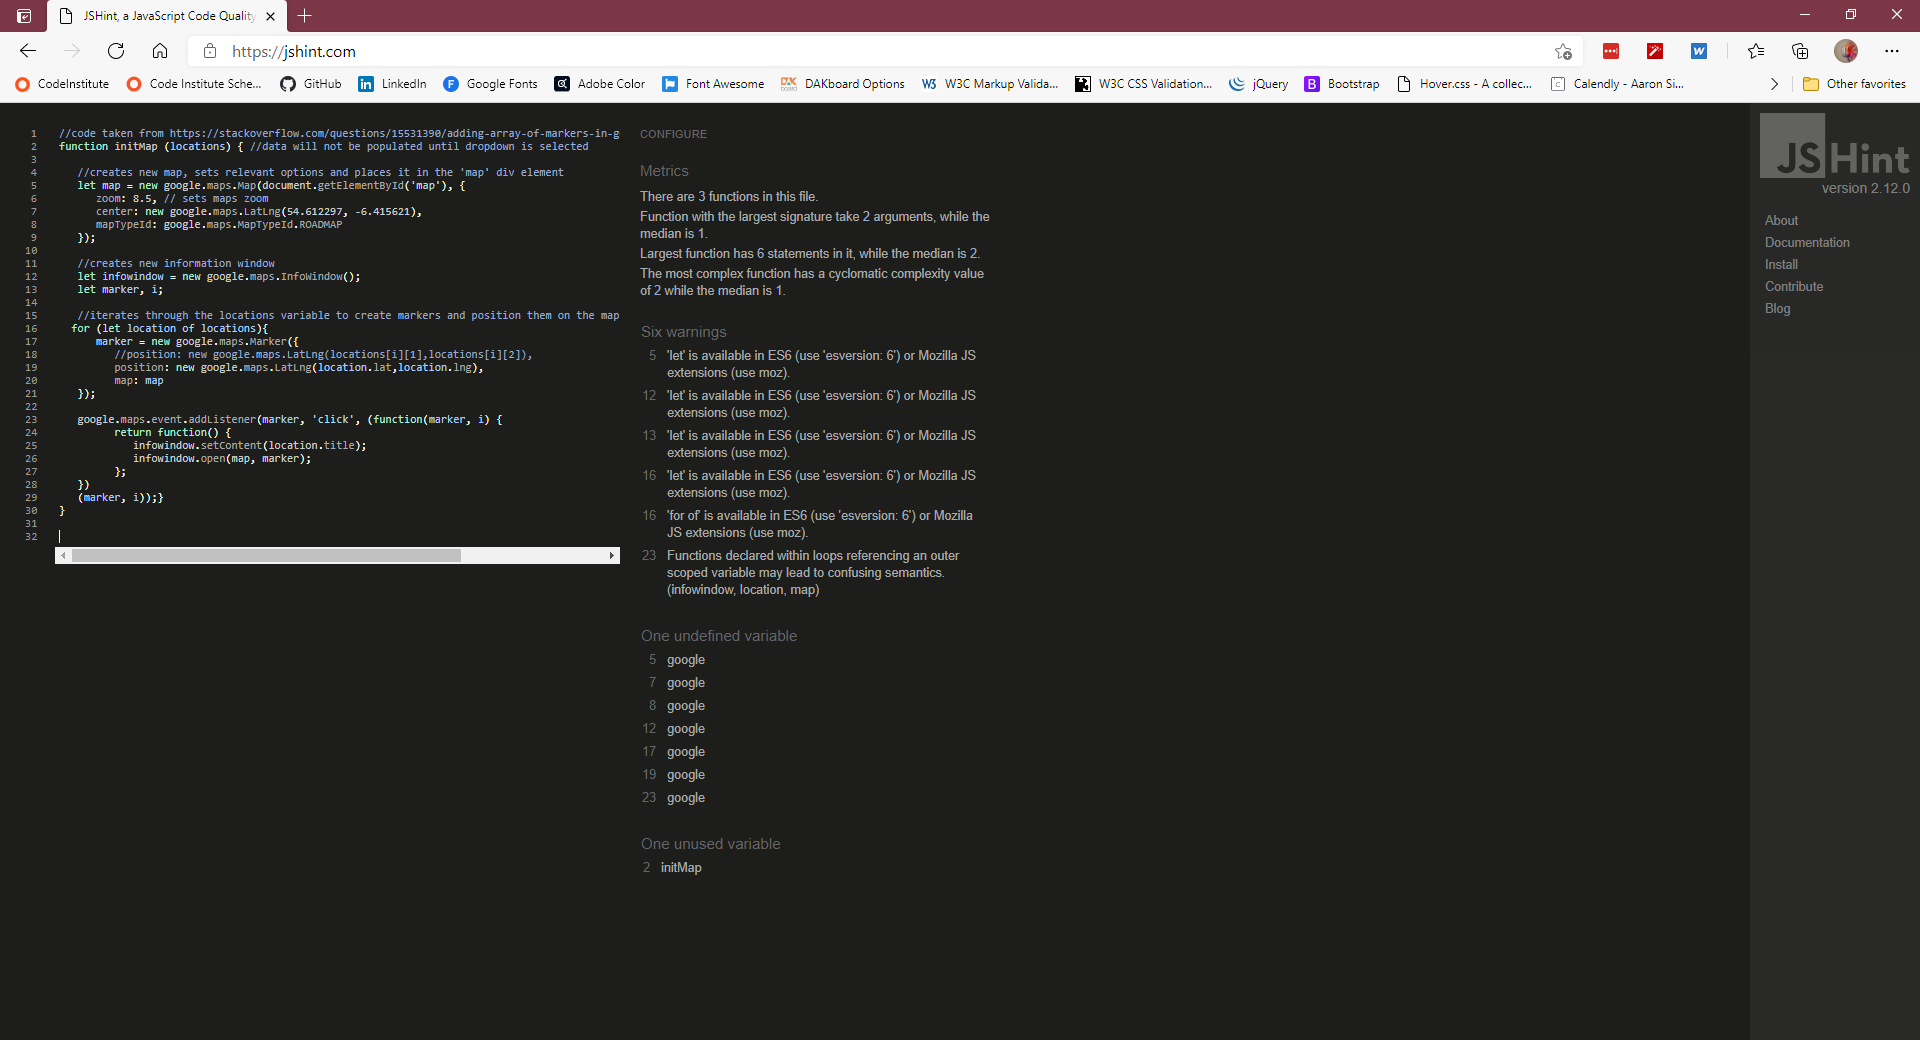 JSHint, a JavaScript Code Quality
https://jshint.com
CodeInstitute
Code Institute Sche...
GitHub
LinkedIn
Google Fonts
Adobe Color
Font Awesome
DAKboard Options
W3C Markup Valida...
W3C CSS Validation...
jQuery
Bootstrap
Hover.css - A collec...
Calendly - Aaron Si...
Other favorites
1 //code taken from https://stackoverflow.com/questions/15531390/adding-array-of-markers-in-g
2 function initMap (locations) { //data will not be populated until dropdown is selected
3
4 //creates new map, sets relevant options and places it in the 'map' div element
5 let map = new google.maps.Map(document.getElementById('map'), {
6 zoom: 8.5, // sets maps zoom
7 center: new google.maps.LatLng(54.612297, -6.415621),
8 mapTypeId: google.maps.MapTypeId.ROADMAP
9 });
10
11 //creates new information window
12 let infowindow = new google.maps.InfoWindow();
13 let marker, i;
14
15 //iterates through the locations variable to create markers and position them on the map
16 for (let location of locations){
17 marker = new google.maps.Marker({
18 //position: new google.maps.LatLng(locations[i][1],locations[i][2]),
19 position: new google.maps.LatLng(location.lat,location.lng),
20 map: map
21 });
22
23 google.maps.event.addListener(marker, 'click', (function(marker, i) {
24 return function() {
25 infowindow.setContent(location.title);
26 infowindow.open(map, marker);
27 };
28 })
29 (marker, i));}
30 }
31
32
CONFIGURE
Metrics
There are 3 functions in this file.
Function with the largest signature take 2 arguments, while the
median is 1.
Largest function has 6 statements in it, while the median is 2.
The most complex function has a cyclomatic complexity value
of 2 while the median is 1.
Six warnings
5 'let' is available in ES6 (use 'esversion: 6') or Mozilla JS
extensions (use moz).
12 'let' is available in ES6 (use 'esversion: 6') or Mozilla JS
extensions (use moz).
13 'let' is available in ES6 (use 'esversion: 6') or Mozilla JS
extensions (use moz).
16 'let' is available in ES6 (use 'esversion: 6') or Mozilla JS
extensions (use moz).
16 'for of' is available in ES6 (use 'esversion: 6') or Mozilla
JS extensions (use moz).
23 Functions declared within loops referencing an outer
scoped variable may lead to confusing semantics.
(infowindow, location, map)
One undefined variable
5 google
7 google
8 google
12 google
17 google
19 google
23 google
One unused variable
2 initMap
JSHint
version 2.12.0
About
Documentation
Install
Contribute
Blog